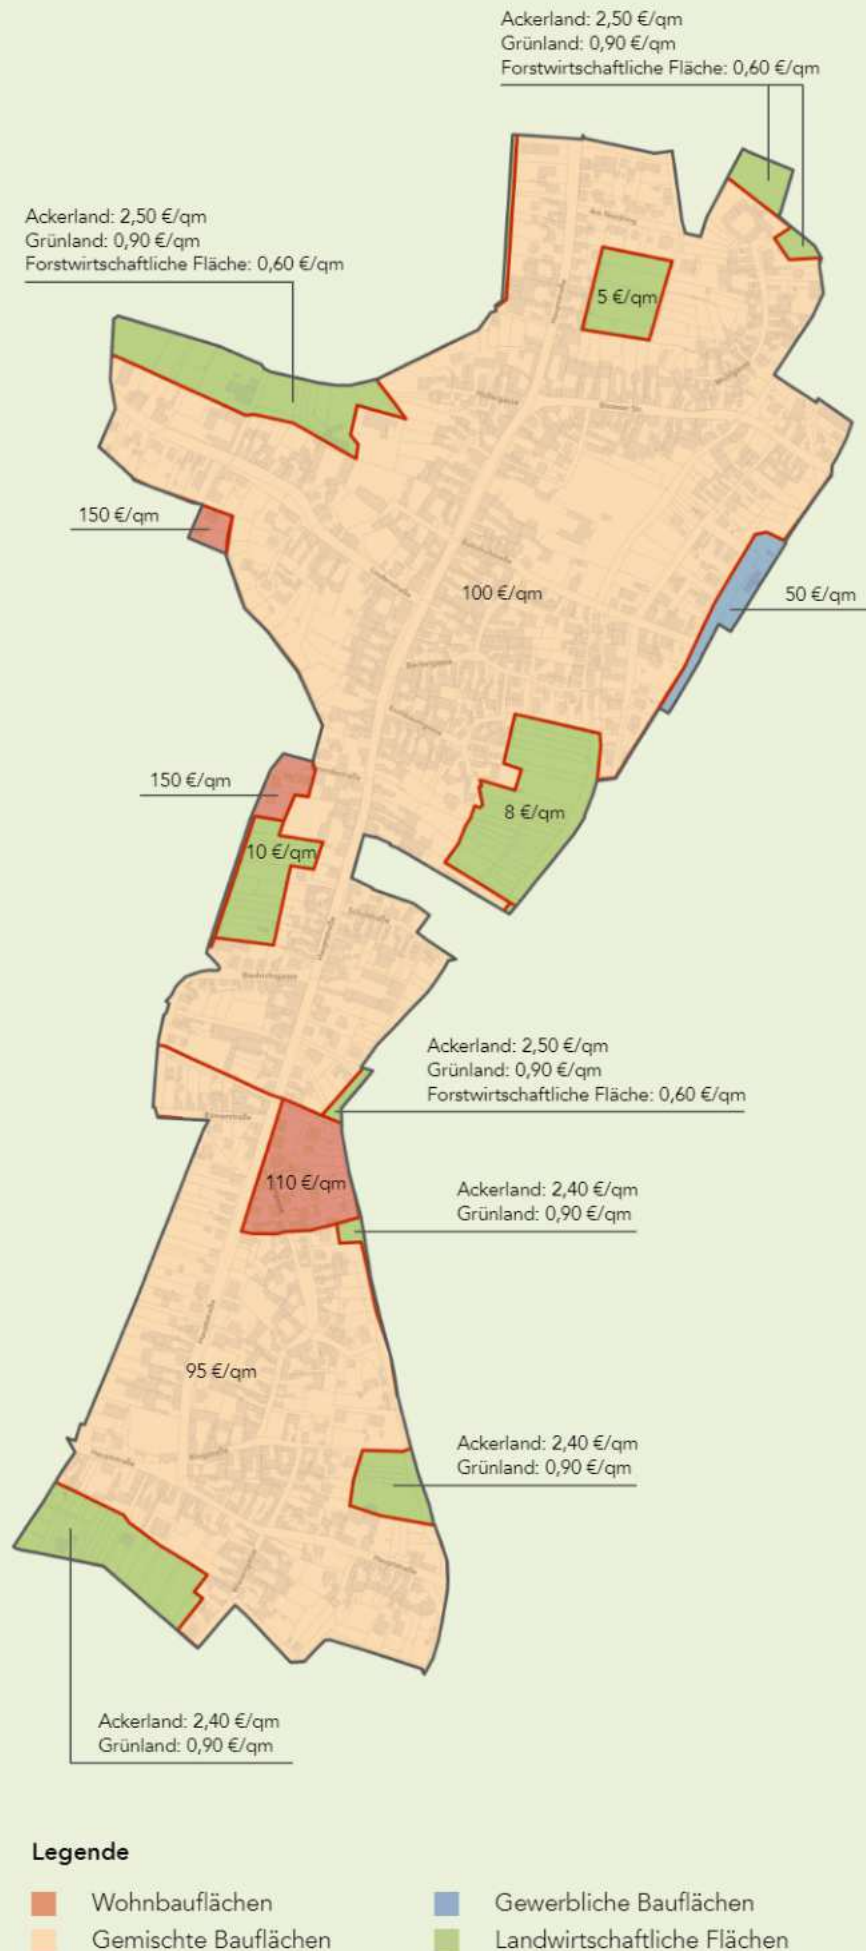 Ackerland: 2,50 €/qm
Grünland: 0,90 €/qm
Forstwirtschaftliche Fläche: 0,60 €/qm
Ackerland: 2,50 €/qm
Grünland: 0,90 €/qm
Forstwirtschaftliche Fläche: 0,60 €/qm
5 €/qm
150 €/qm
100 €/qm
50 €/qm
150 €/qm
8 €/qm
10 €/qm
Ackerland: 2,50 €/qm
Grünland: 0,90 €/qm
Forstwirtschaftliche Fläche: 0,60 €/qm
110 €/qm
Ackerland: 2,40 €/qm
Grünland: 0,90 €/qm
95 €/qm
Ackerland: 2,40 €/qm
Grünland: 0,90 €/qm
Ackerland: 2,40 €/qm
Grünland: 0,90 €/qm
Legende
Wohnbauflächen
Gemischte Bauflächen
Gewerbliche Bauflächen
Landwirtschaftliche Flächen